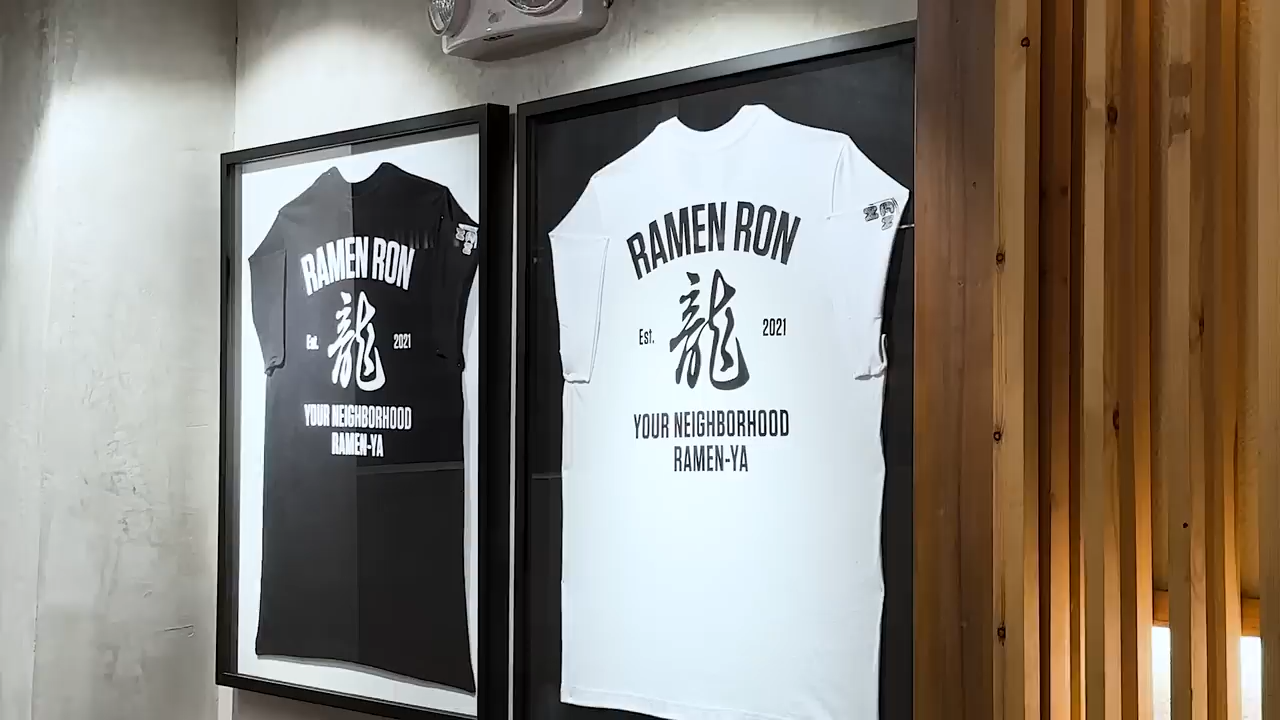 RAMEN RON
龍
Est. 2021
YOUR NEIGHBORHOOD
RAMEN-YA
RAMEN RON
龍
Est. 2021
YOUR NEIGHBORHOOD
RAMEN-YA